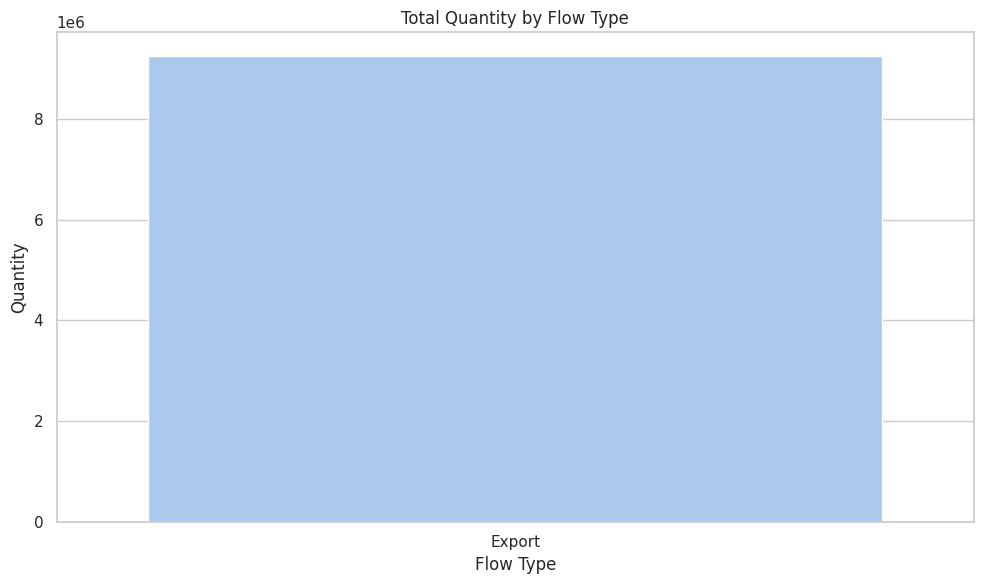 Total Quantity by Flow Type
1e6
8
6
4
2
0
Quantity
Export
Flow Type